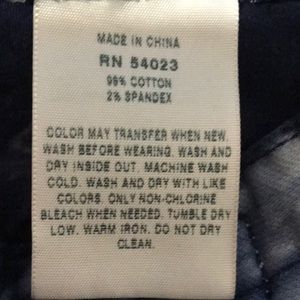 MADE IN CHINA
RN 54023
98% COTTON
2% SPANDEX
COLOR MAY TRANSFER WHEN NEW.
WASH BEFORE WEARING. WASH AND
DRY INSIDE OUT. MACHINE WASH
COLD. WASH AND DRY WITH LIKE
COLORS. ONLY NON-CHLORINE
BLEACH WHEN NEEDED. TUMBLE DRY
LOW. WARM IRON. DO NOT DRY
CLEAN.